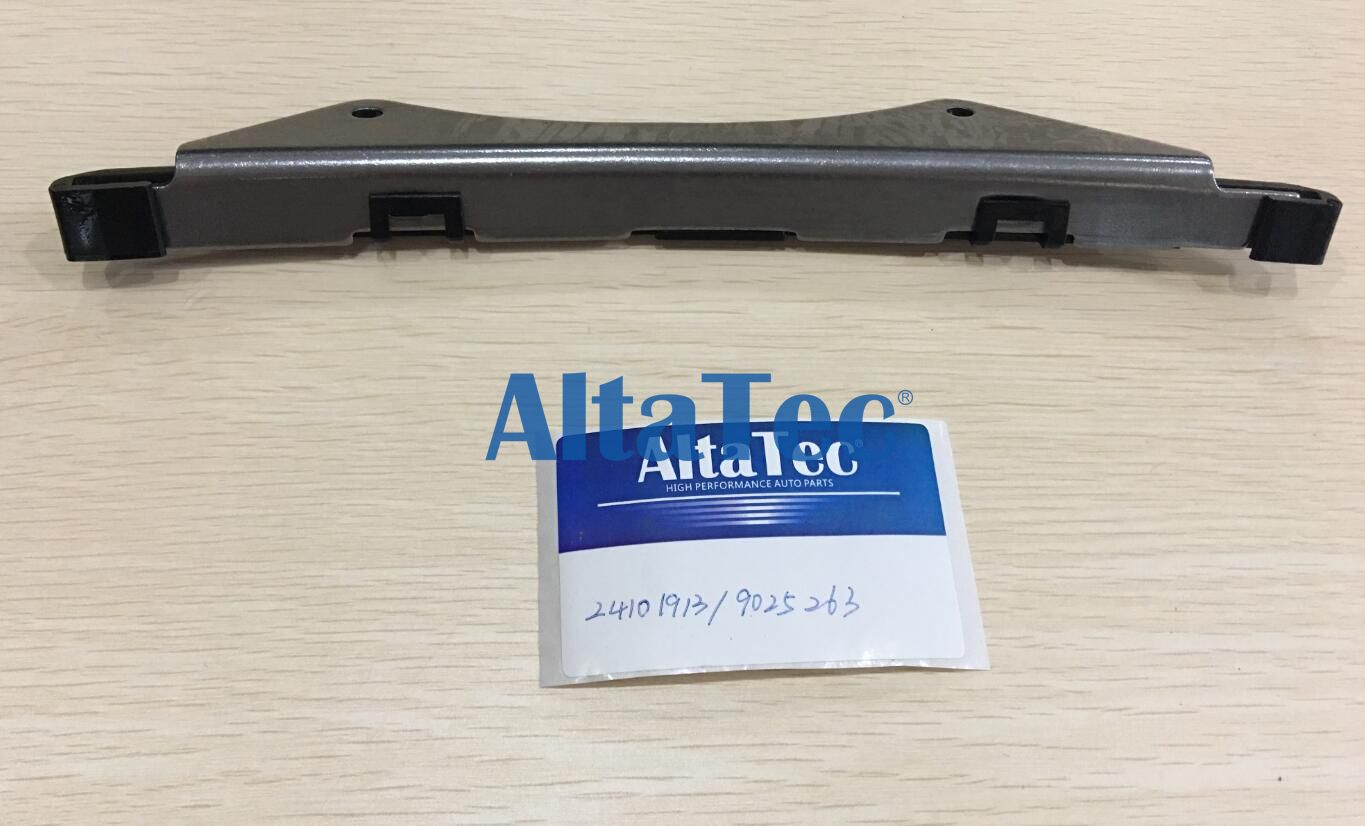 AltaTec®
AltaTec®
HIGH PERFORMANCE AUTO PARTS
24101913/9025263